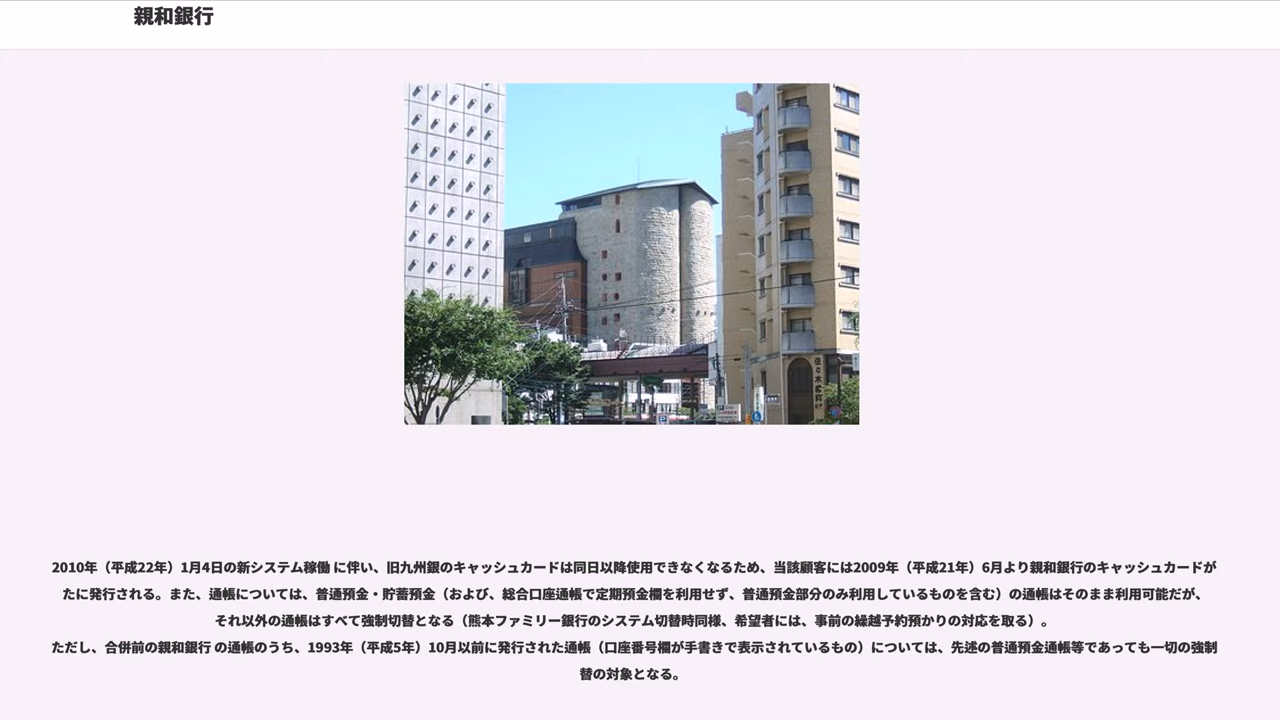 親和銀行
佐々木
2010年（平成22年）1月4日の新システム稼働 に伴い、旧九州銀のキャッシュカードは同日以降使用できなくなるため、当該顧客には2009年（平成21年）6月より親和銀行のキャッシュカードが
たに発行される。また、通帳については、普通預金・貯蓄預金（および、総合口座通帳で定期預金欄を利用せず、普通預金部分のみ利用しているものを含む）の通帳はそのまま利用可能だが、
それ以外の通帳はすべて強制切替となる（熊本ファミリー銀行のシステム切替時同様、希望者には、事前の繰越予約預かりの対応を取る）。
ただし、合併前の親和銀行 の通帳のうち、1993年（平成5年）10月以前に発行された通帳（口座番号欄が手書きで表示されているもの）については、先述の普通預金通帳等であっても一切の強制
替の対象となる。